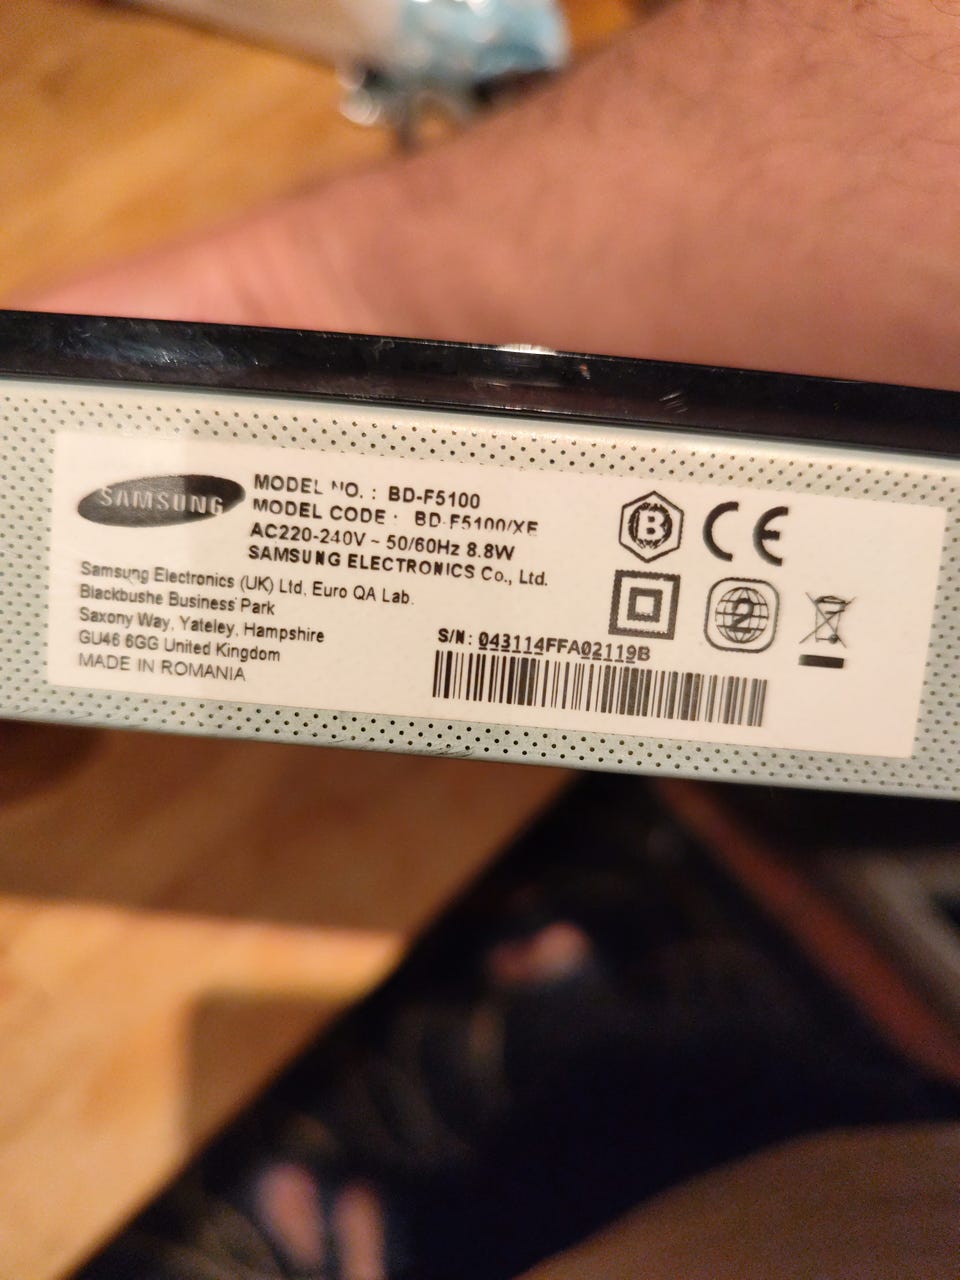 SAMSUNG
MODEL NO. : BD-F5100
MODEL CODE : BD-F5100/XE
AC220-240V ~ 50/60Hz 8.8W
SAMSUNG ELECTRONICS Co., Ltd.
Samsung Electronics (UK) Ltd, Euro QA Lab.
Blackbushe Business Park
Saxony Way, Yateley, Hampshire
GU46 6GG United Kingdom
MADE IN ROMANIA
B CE
2
S/N: 043114FFA02119B